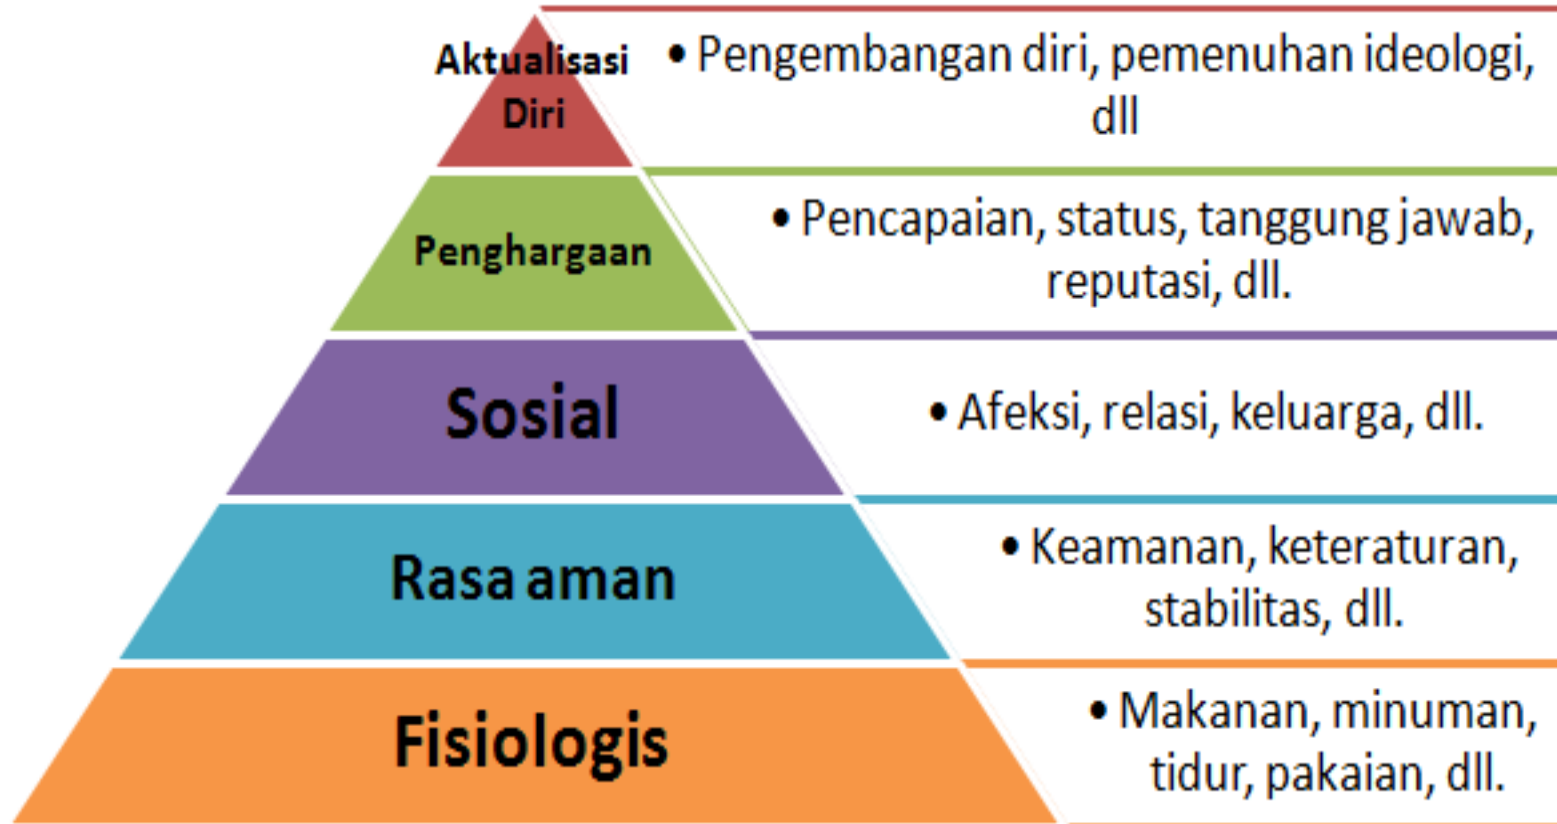 Aktualisasi
Diri
• Pengembangan diri, pemenuhan ideologi,
dll
Penghargaan
• Pencapaian, status, tanggung jawab,
reputasi, dll.
Sosial
• Afeksi, relasi, keluarga, dll.
Rasa aman
• Keamanan, keteraturan,
stabilitas, dll.
Fisiologis
• Makanan, minuman,
tidur, pakaian, dll.